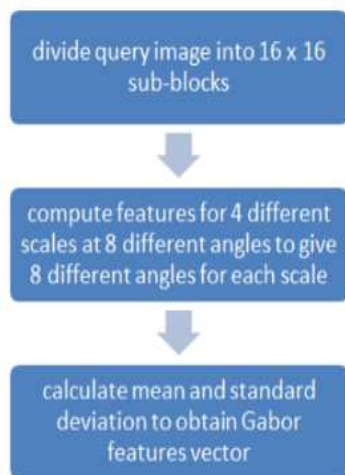 divide query image into 16 x 16
sub-blocks
compute features for 4 different
scales at 8 different angles to give
8 different angles for each scale
calculate mean and standard
deviation to obtain Gabor
features vector